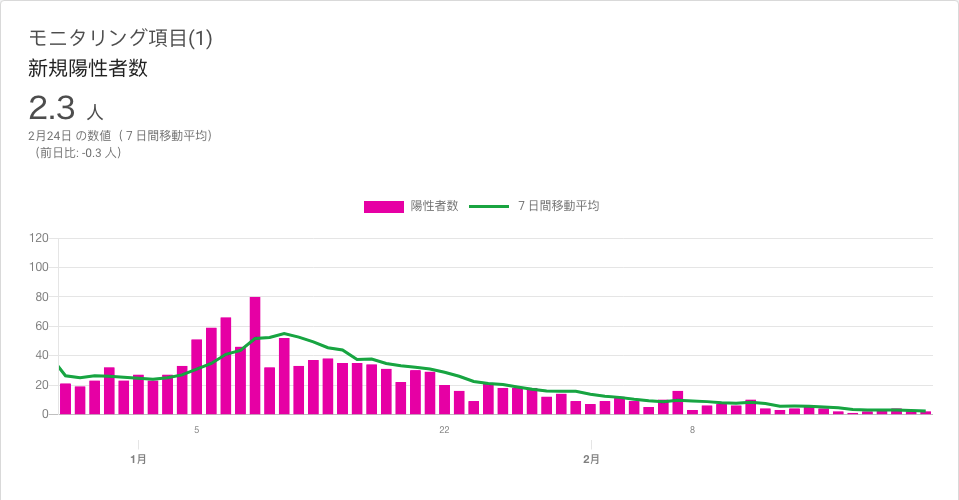 モニタリング項目(1)
新規陽性者数
2.3 人
2月24日 の数値（７日間移動平均）
（前日比: -0.3 人）
陽性者数 ７日間移動平均
120
100
80
60
40
20
0
5 22 8
1月 2月